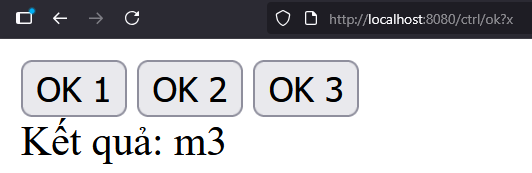 http://localhost:8080/ctrl/ok?x
OK 1 OK 2 OK 3
Kết quả: m3